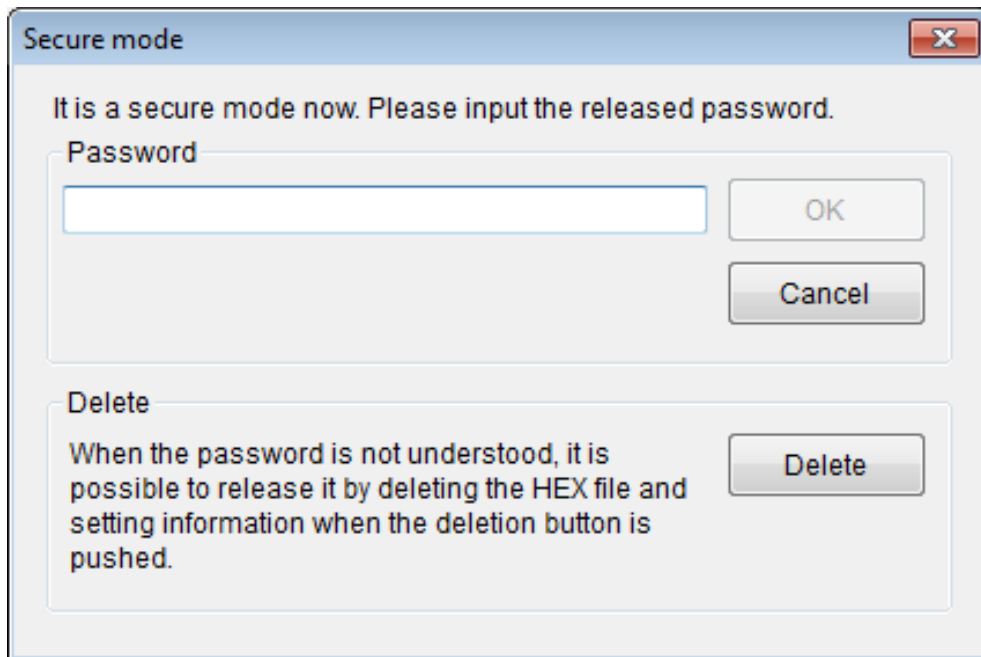 Secure mode
It is a secure mode now. Please input the released password.
Password
OK
Cancel
Delete
When the password is not understood, it is
possible to release it by deleting the HEX file and
setting information when the deletion button is
pushed.
Delete